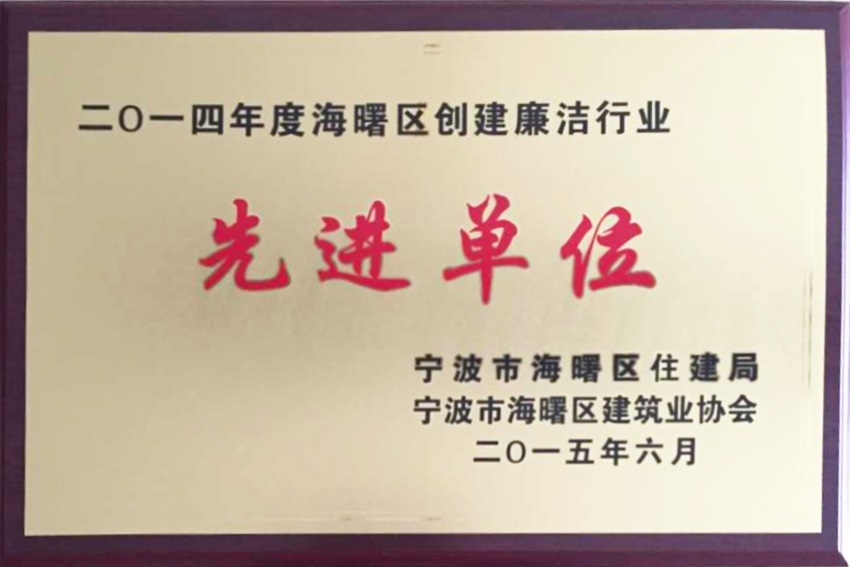 二〇一四年度海曙区创建廉洁行业
先进单位
宁波市海曙区住建局
宁波市海曙区建筑业协会
二〇一五年六月